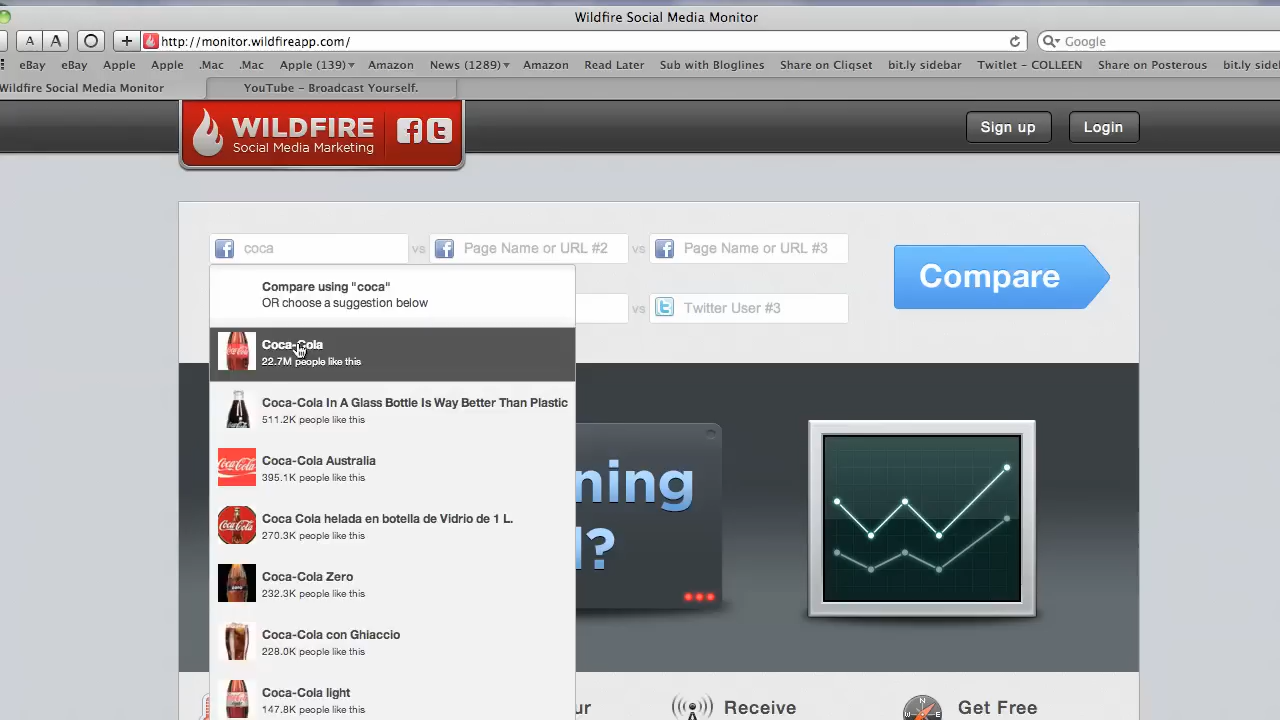 Wildfire Social Media Monitor
A A + http://monitor.wildfireapp.com/ Google
eBay eBay Apple Apple .Mac .Mac Apple (139) Amazon News (1289) Amazon Read Later Sub with Bloglines Share on Cliqset bit.ly sidebar Twitlet - COLLEEN Share on Posterous bit.ly sideb
Wildfire Social Media Monitor YouTube - Broadcast Yourself.
WILDFIRE
Social Media Marketing
Sign up Login
coca vs Page Name or URL #2 vs Page Name or URL #3
Compare
Compare using "coca"
OR choose a suggestion below
vs Twitter User #3
Coca-Cola
22.7M people like this
Coca-Cola In A Glass Bottle Is Way Better Than Plastic
511.2K people like this
Coca-Cola Australia
395.1K people like this
ning
Coca Cola helada en botella de Vidrio de 1 L.
270.3K people like this
?
Coca-Cola Zero
232.3K people like this
Coca-Cola con Ghiaccio
228.0K people like this
Coca-Cola light
147.8K people like this
ur Receive Get Free